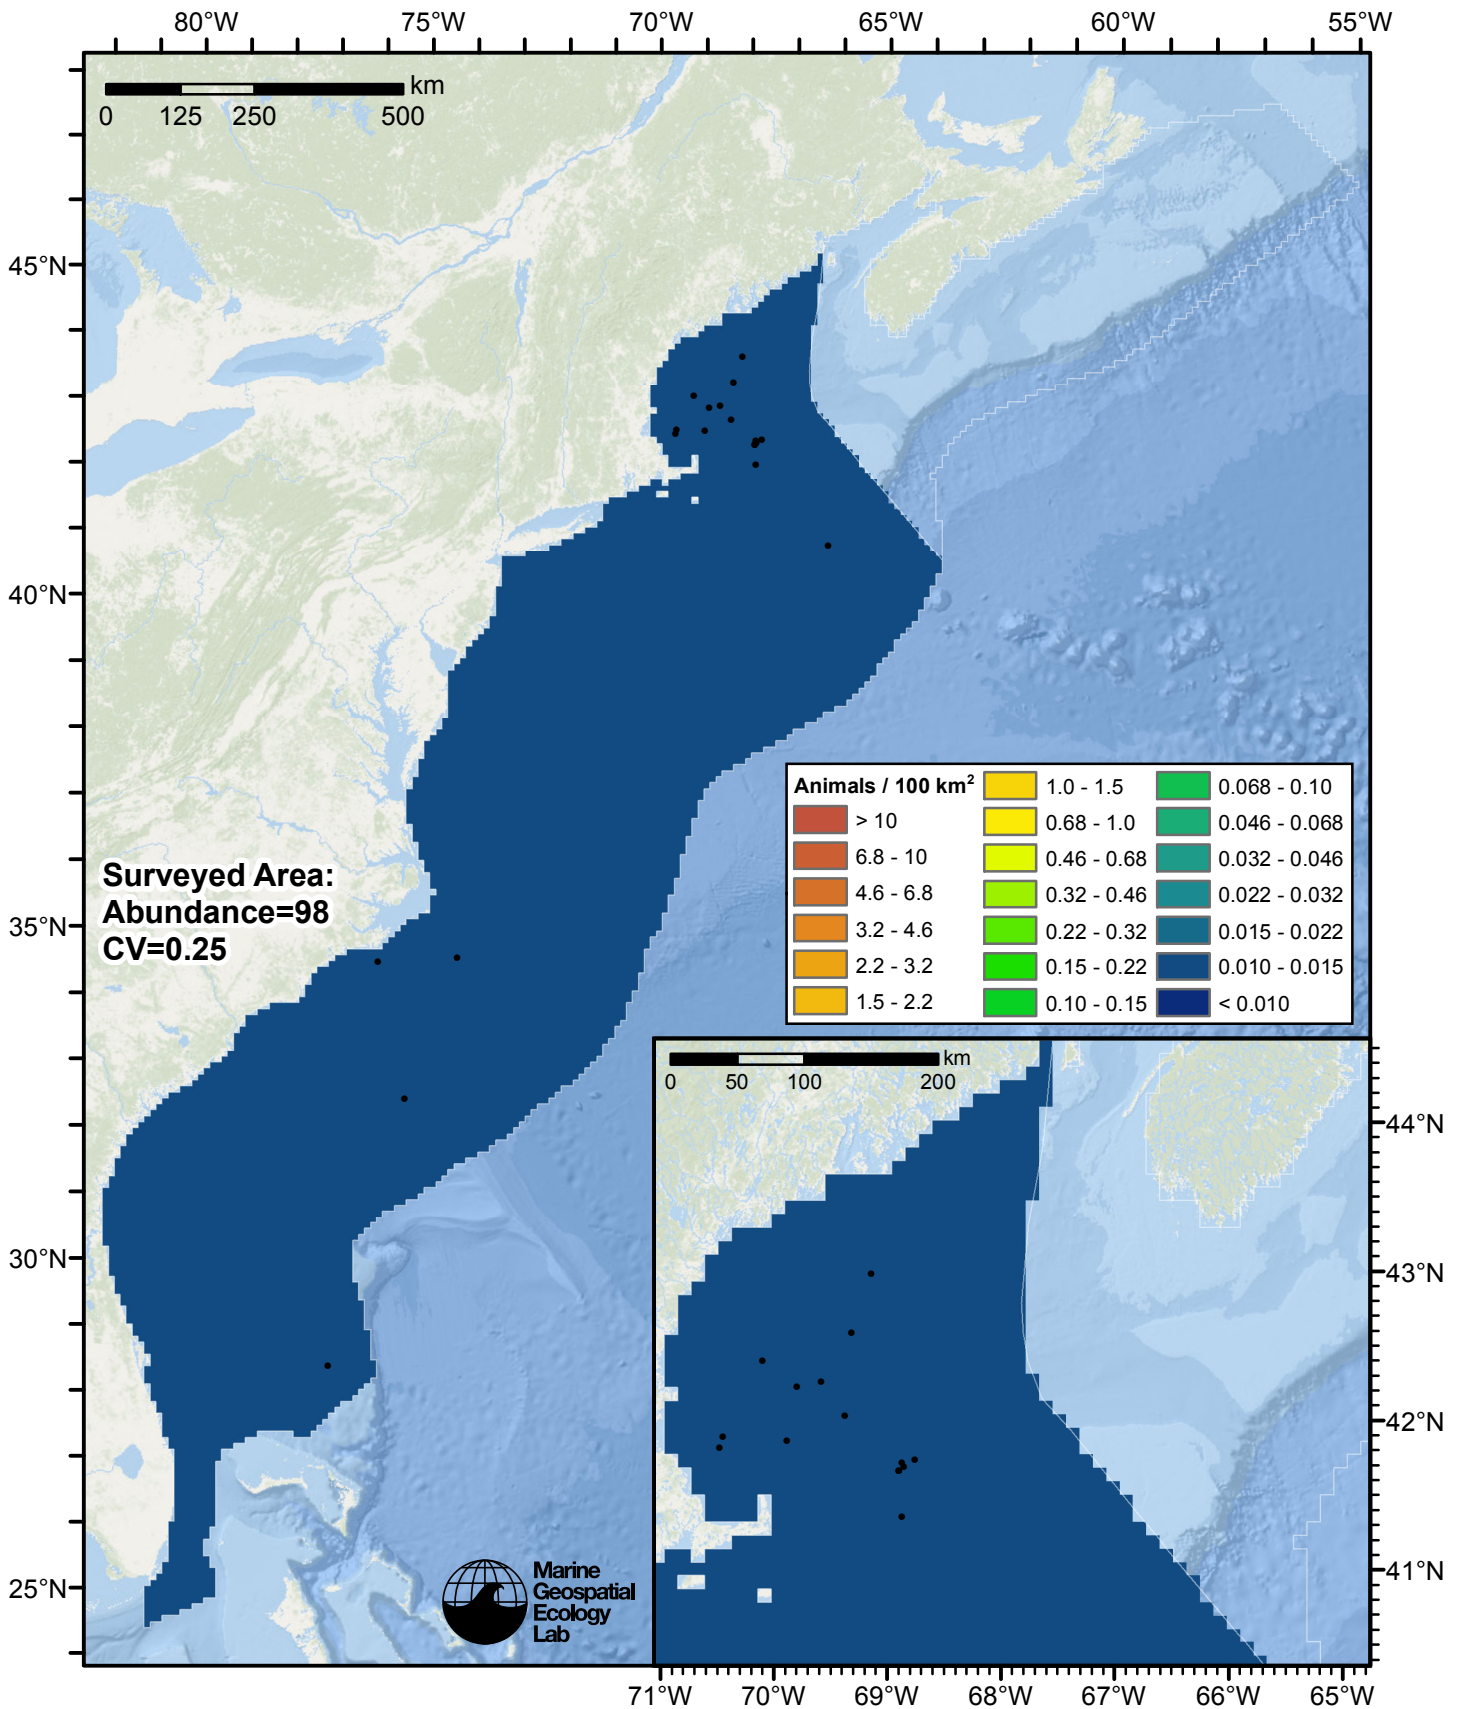 80°W 75°W 70°W 65°W 60°W 55°W
km
0 125 250 500
45°N
40°N
35°N
30°N
25°N
Surveyed Area:
Abundance=98
CV=0.25
Animals / 100 km²
> 10
6.8 - 10
4.6 - 6.8
3.2 - 4.6
2.2 - 3.2
1.5 - 2.2
1.0 - 1.5
0.68 - 1.0
0.46 - 0.68
0.32 - 0.46
0.22 - 0.32
0.15 - 0.22
0.10 - 0.15
0.068 - 0.10
0.046 - 0.068
0.032 - 0.046
0.022 - 0.032
0.015 - 0.022
0.010 - 0.015
< 0.010
km
0 50 100 200
44°N
43°N
42°N
41°N
Marine
Geospatial
Ecology
Lab
71°W 70°W 69°W 68°W 67°W 66°W 65°W